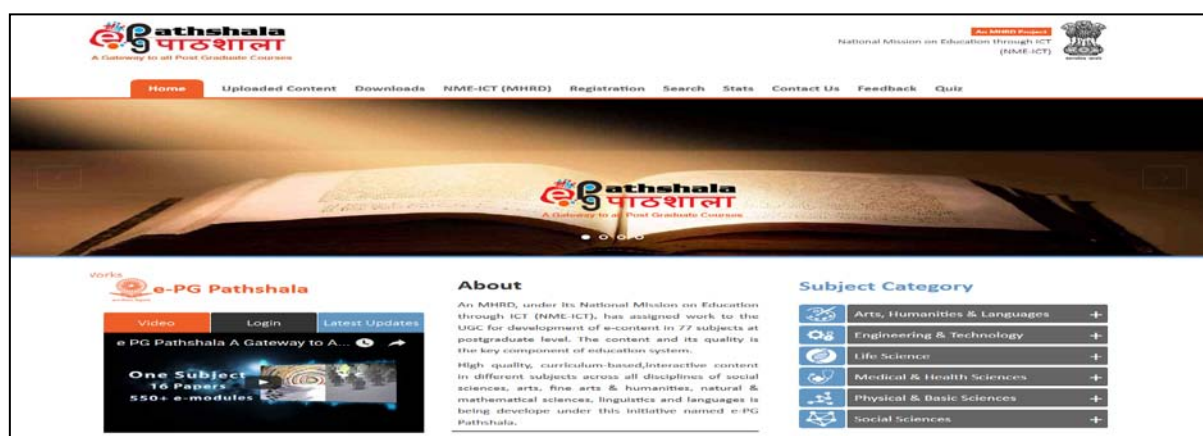 ePG Pathshala
पाठशाला
A Gateway to all Post Graduate Courses
An MHRD Project
National Mission on Education through ICT
(NME-ICT)
Home Uploaded Content Downloads NME-ICT (MHRD) Registration Search Stats Contact Us Feedback Quiz
ePG Pathshala
पाठशाला
A Gateway to all Post Graduate Courses
Works
e-PG Pathshala
Video Login Latest Updates
e PG Pathshala A Gateway to A...
One Subject
16 Papers
550+ e-modules
About
An MHRD, under its National Mission on Education
through ICT (NME-ICT), has assigned work to the
UGC for development of e-content in 77 subjects at
postgraduate level. The content and its quality is
the key component of education system.
High quality, curriculum-based,interactive content
in different subjects across all disciplines of social
sciences, arts, fine arts & humanities, natural &
mathematical sciences, linguistics and languages is
being develope under this initiative named e-PG
Pathshala.
Subject Category
Arts, Humanities & Languages +
Engineering & Technology +
Life Science +
Medical & Health Sciences +
Physical & Basic Sciences +
Social Sciences +